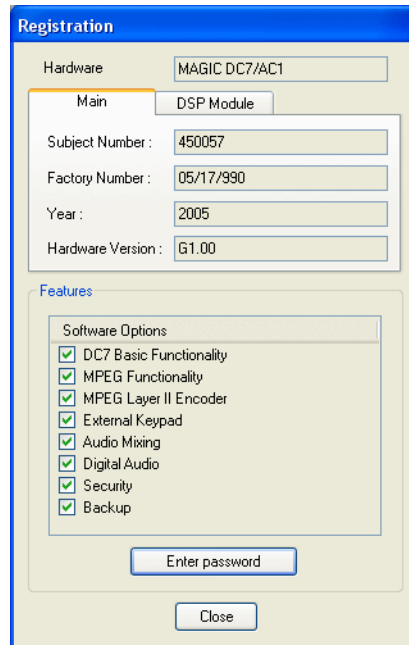 Registration
Hardware MAGIC DC7/AC1
Main DSP Module
Subject Number : 450057
Factory Number : 05/17/990
Year : 2005
Hardware Version : G1.00
Features
Software Options
DC7 Basic Functionality
MPEG Functionality
MPEG Layer II Encoder
External Keypad
Audio Mixing
Digital Audio
Security
Backup
Enter password
Close